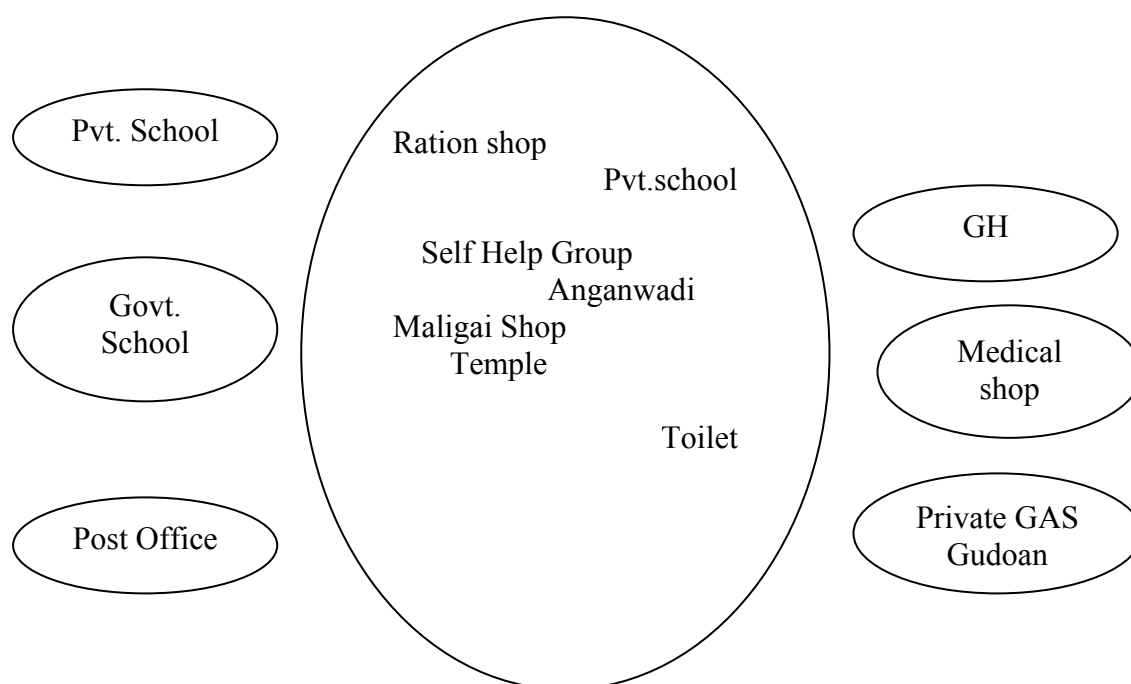 Pvt. School
Govt.
School
Post Office
Ration shop
Pvt.school
Self Help Group
Anganwadi
Maligai Shop
Temple
Toilet
GH
Medical
shop
Private GAS
Gudoan